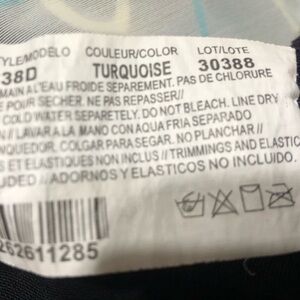 STYLE/MODELO COULEUR/COLOR LOT/LOTE
38D TURQUOISE 30388
MAIN A L'EAU FROIDE SEPAREMENT. PAS DE CHLORURE
POUR SECHER. NE PAS REPASSER//
COLD WATER SEPARETELY. DO NOT BLEACH. LINE DRY
// LAVAR A LA MANO CON AQUA FRIA SEPARADO
NQUEDOR. COLGAR PARA SEGAR. NO PLANCHAR //
S ET ELASTIQUES NON INCLUS // TRIMMINGS AND ELASTIC
UDED // ADORNOS Y ELASTICOS NO INCLUIDO.
262611285